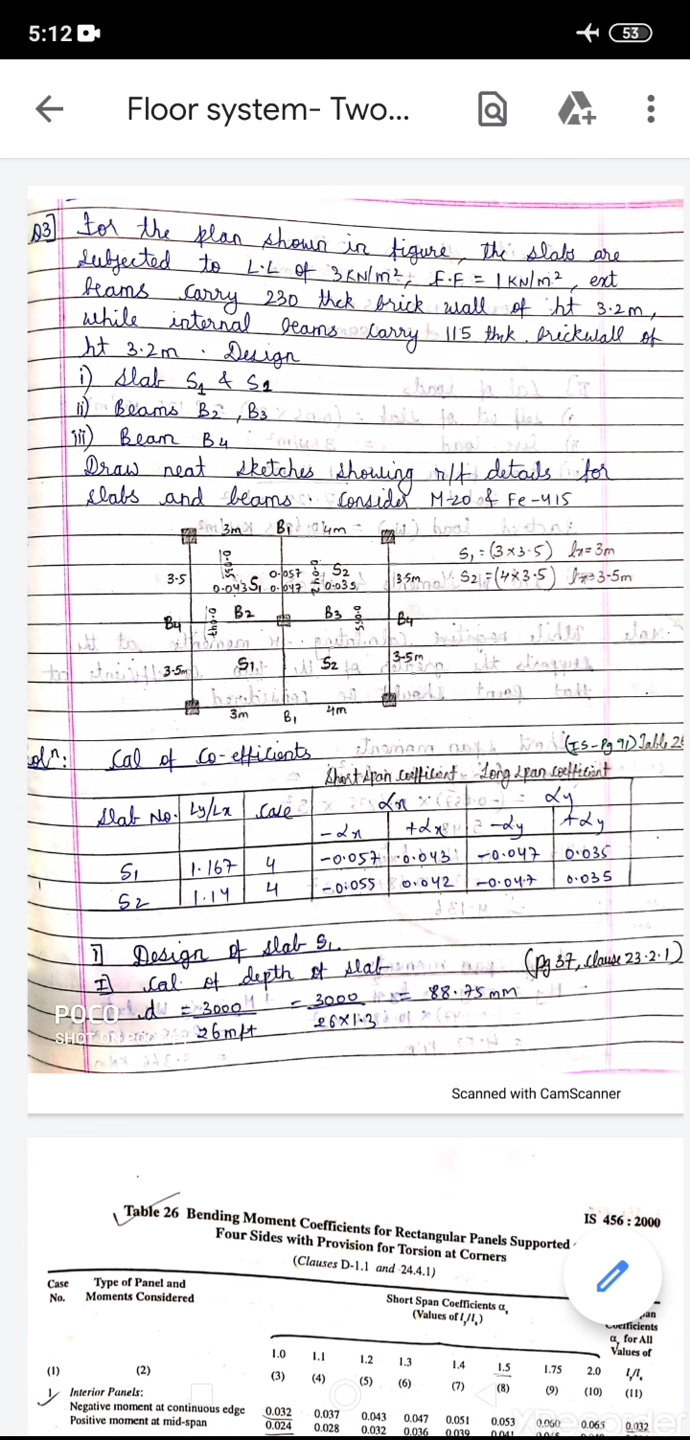 5:12
53
Floor system- Two...
Q3] For the plan shown in figure, the slabs are
subjected to L.L of 3KN/m², F.F = 1KN/m², ext
beams carry 230 thck brick wall of ht 3.2m,
while internal beams carry 115 thk. brickwall of
ht 3.2m. Design
i) Slab S1 & S2
ii) Beams B2, B3
iii) Beam B4
Draw neat sketches showing r/f details for
slabs and beams. Consider M-20 & Fe-415
3m B1 4m
S1 = (3x3.5) lx=3m
S2 = (4x3.5) lx=3.5m
3.5 0.043 S1 0.057 0.047 S2 0.035 3.5m
B4 B2 B3 B4
3.5m S1 S2 3.5m
3m B1 4m
Solⁿ: Cal of Co-efficients (IS-Pg 91) Table 26
Short span coefficient Long span coefficient
Slab No. Ly/Lx Case αx αy
-αx +αx -αy +αy
S1 1.167 4 -0.057 0.043 -0.047 0.035
S2 1.14 4 -0.055 0.042 -0.047 0.035
1] Design of slab S1.
I] Cal. of depth of slab (Pg 37, Clause 23.2.1)
d = 3000 = 3000 = 88.75mm
26mft 26x1.3
POCO
SHOT
Scanned with CamScanner
IS 456 : 2000
Table 26 Bending Moment Coefficients for Rectangular Panels Supported
Four Sides with Provision for Torsion at Corners
(Clauses D-1.1 and 24.4.1)
Case No. Type of Panel and Moments Considered Short Span Coefficients αx (Values of ly/lx) Coefficients αy for All Values of ly/lx
1.0 1.1 1.2 1.3 1.4 1.5 1.75 2.0
(1) (2) (3) (4) (5) (6) (7) (8) (9) (10) (11)
1 Interior Panels:
Negative moment at continuous edge 0.032 0.037 0.043 0.047 0.051 0.053 0.060 0.065 0.032
Positive moment at mid-span 0.024 0.028 0.032 0.036 0.039 0.041
XRecorder